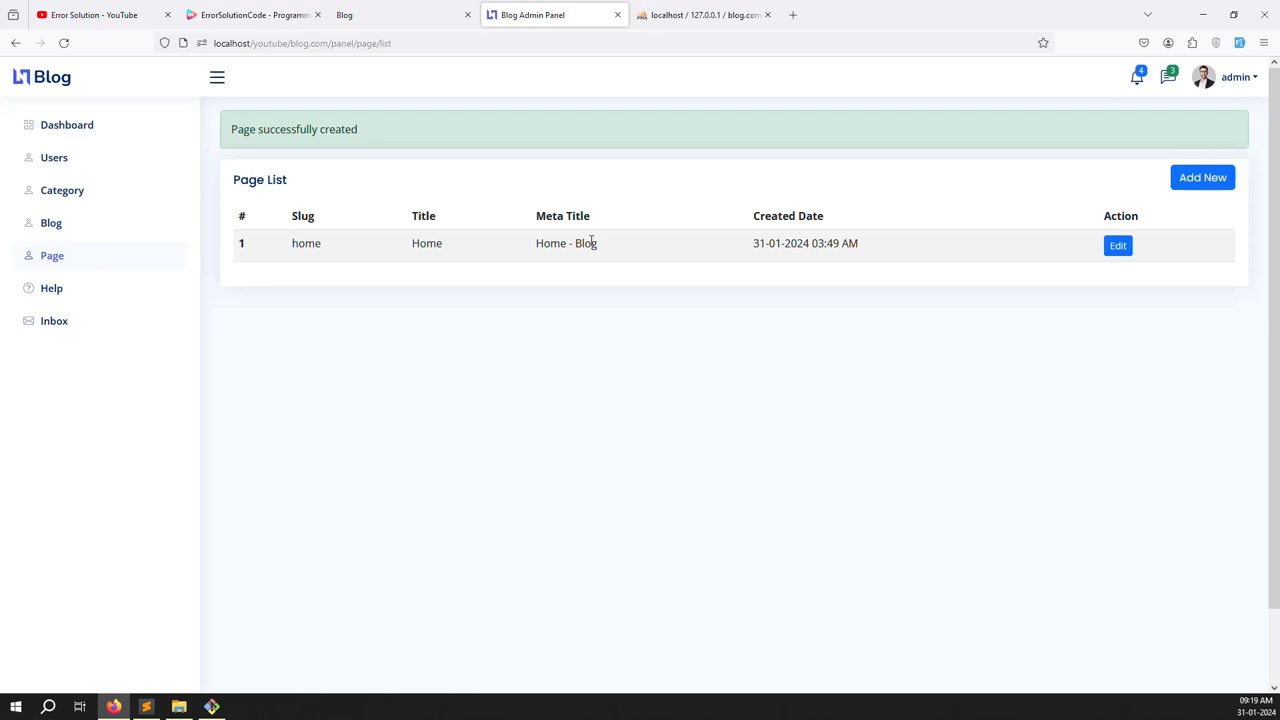 Error Solution - YouTube
ErrorSolutionCode - Programm
Blog
Blog Admin Panel
localhost / 127.0.0.1 / blog.com
localhost/youtube/blog.com/panel/page/list
Blog
4
3
admin
Dashboard
Users
Category
Blog
Page
Help
Inbox
Page successfully created
Page List
Add New
# Slug Title Meta Title Created Date Action
1 home Home Home - Blog 31-01-2024 03:49 AM Edit
09:19 AM
31-01-2024